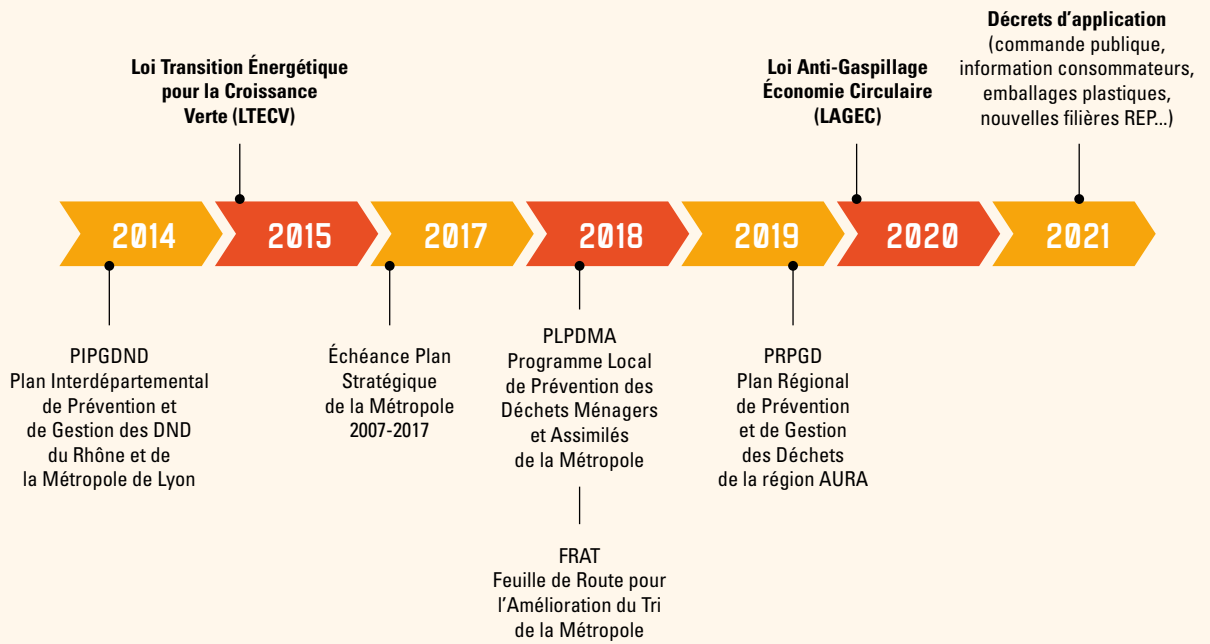 Loi Transition Énergétique
pour la Croissance
Verte (LTECV)
Loi Anti-Gaspillage
Économie Circulaire
(LAGEC)
Décrets d'application
(commande publique,
information consommateurs,
emballages plastiques,
nouvelles filières REP...)
2014
2015
2017
2018
2019
2020
2021
PIPGDND
Plan Interdépartemental
de Prévention et
de Gestion des DND
du Rhône et de
la Métropole de Lyon
Échéance Plan
Stratégique
de la Métropole
2007-2017
PLPDMA
Programme Local
de Prévention des
Déchets Ménagers
et Assimilés
de la Métropole
FRAT
Feuille de Route pour
l'Amélioration du Tri
de la Métropole
PRPGD
Plan Régional
de Prévention
et de Gestion
des Déchets
de la région AURA